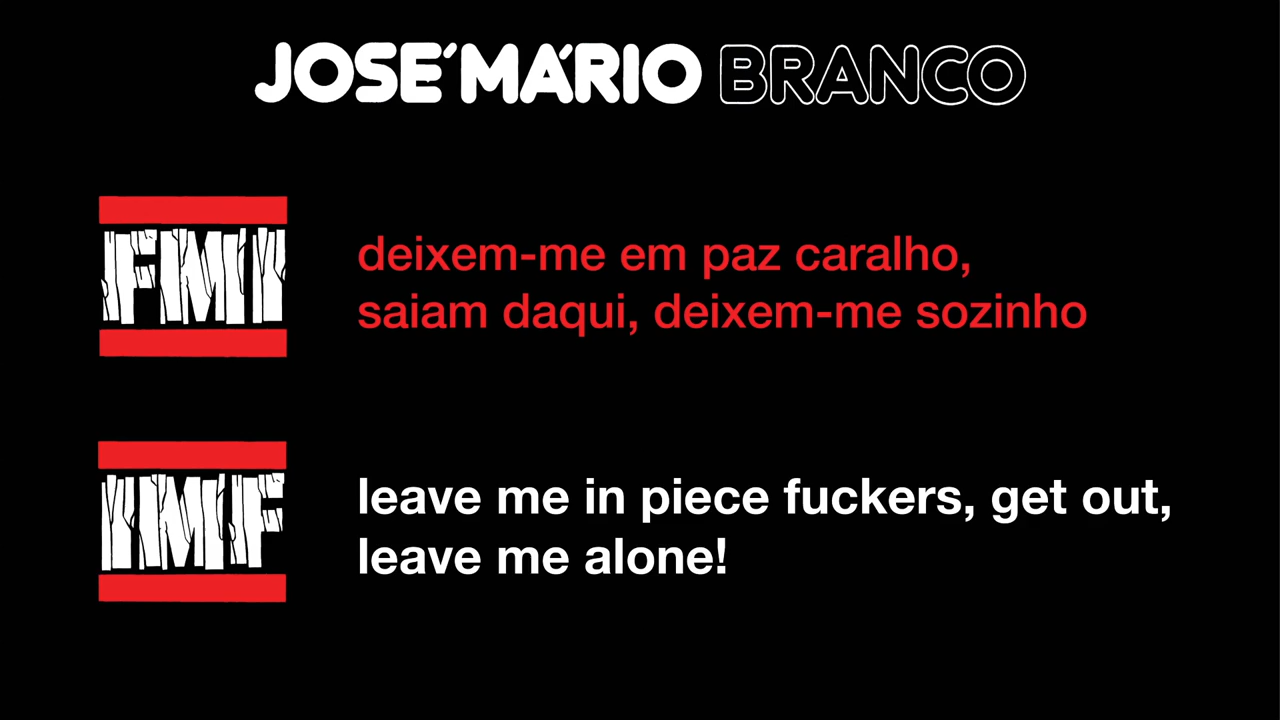 JOSÉ MÁRIO BRANCO
FMI
deixem-me em paz caralho,
saiam daqui, deixem-me sozinho
IMF
leave me in piece fuckers, get out,
leave me alone!